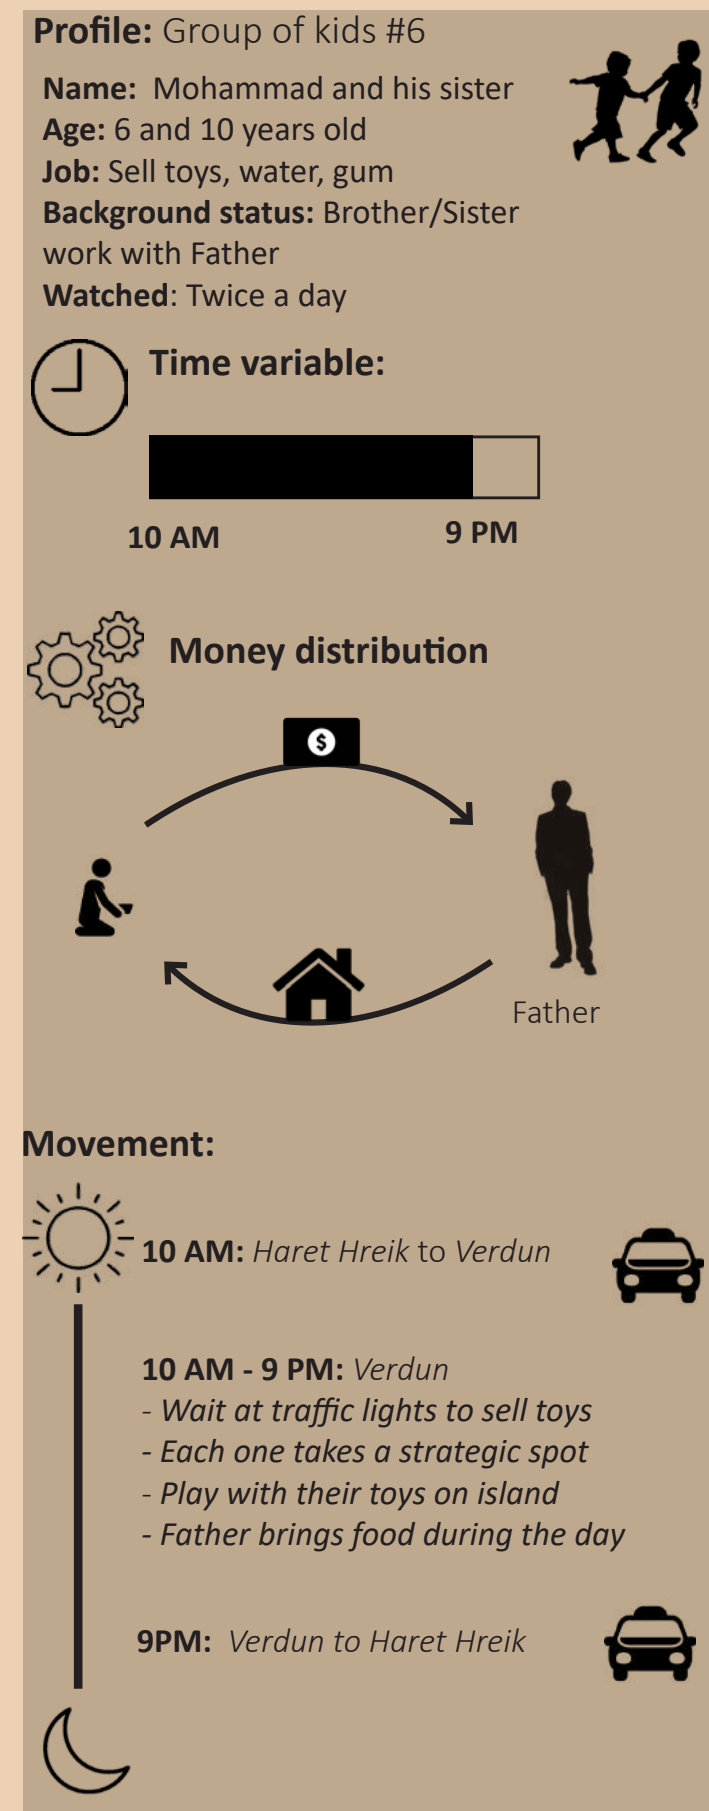 Profile: Group of kids #6
Name: Mohammad and his sister
Age: 6 and 10 years old
Job: Sell toys, water, gum
Background status: Brother/Sister
work with Father
Watched: Twice a day
Time variable:
10 AM
9 PM
Money distribution
$
Father
Movement:
10 AM: Haret Hreik to Verdun
10 AM - 9 PM: Verdun
- Wait at traffic lights to sell toys
- Each one takes a strategic spot
- Play with their toys on island
- Father brings food during the day
9PM: Verdun to Haret Hreik